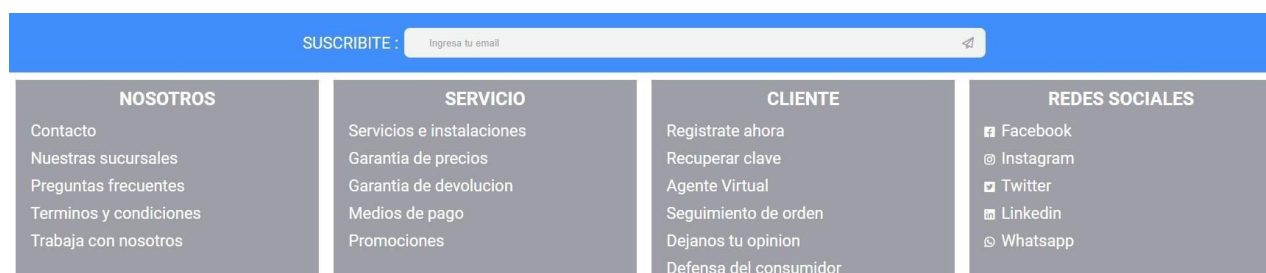 SUSCRIBITE :
Ingresa tu email
NOSOTROS
Contacto
Nuestras sucursales
Preguntas frecuentes
Terminos y condiciones
Trabaja con nosotros
SERVICIO
Servicios e instalaciones
Garantia de precios
Garantia de devolucion
Medios de pago
Promociones
CLIENTE
Registrate ahora
Recuperar clave
Agente Virtual
Seguimiento de orden
Dejanos tu opinion
Defensa del consumidor
REDES SOCIALES
Facebook
Instagram
Twitter
Linkedin
Whatsapp